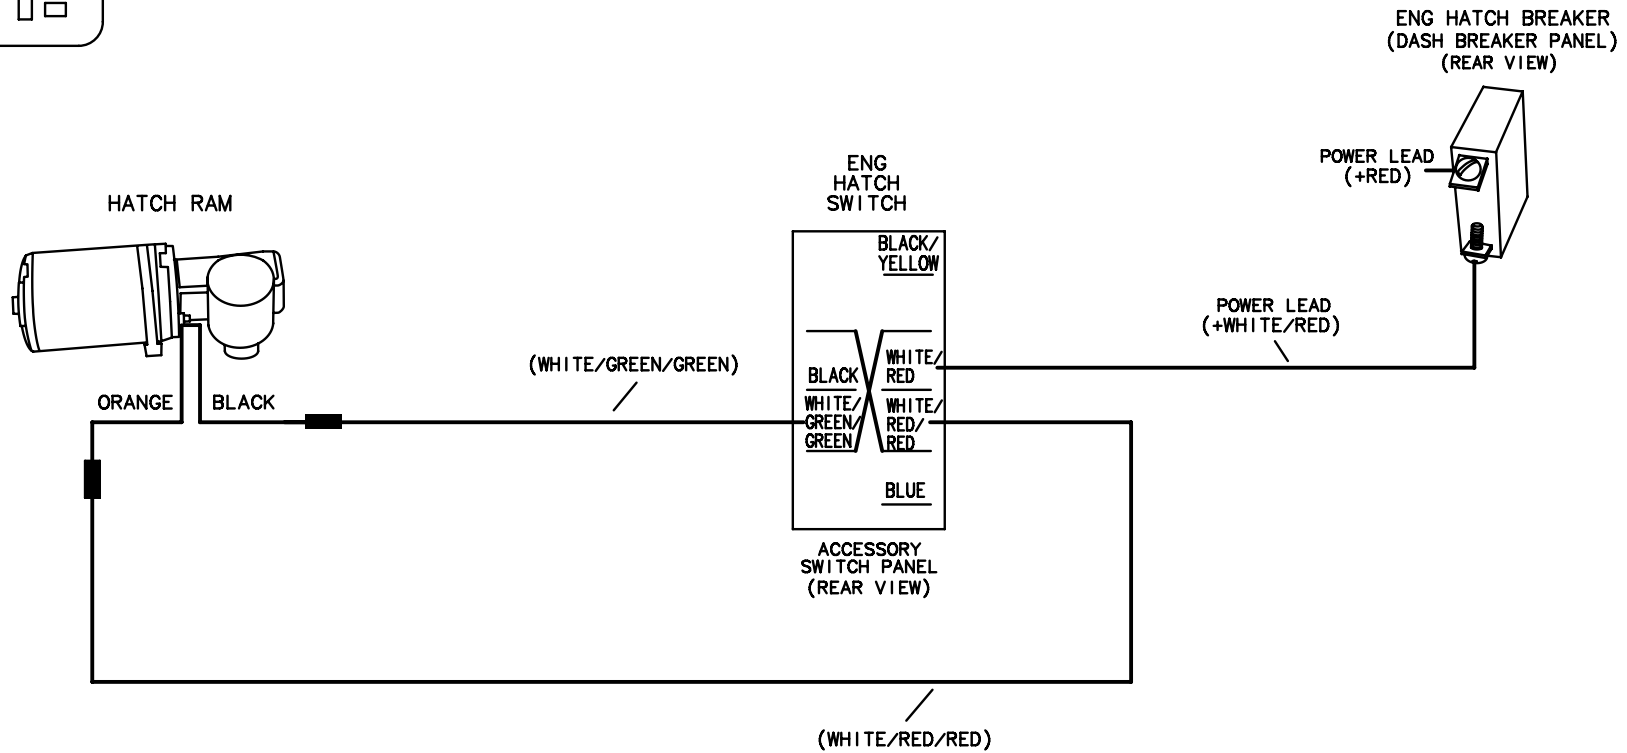 ENG HATCH BREAKER
(DASH BREAKER PANEL)
(REAR VIEW)
POWER LEAD
(+RED)
ENG
HATCH
SWITCH
HATCH RAM
BLACK/
YELLOW
POWER LEAD
(+WHITE/RED)
(WHITE/GREEN/GREEN)
WHITE/
RED
BLACK
ORANGE
BLACK
WHITE/
GREEN/
GREEN
WHITE/
RED/
RED
BLUE
ACCESSORY
SWITCH PANEL
(REAR VIEW)
(WHITE/RED/RED)